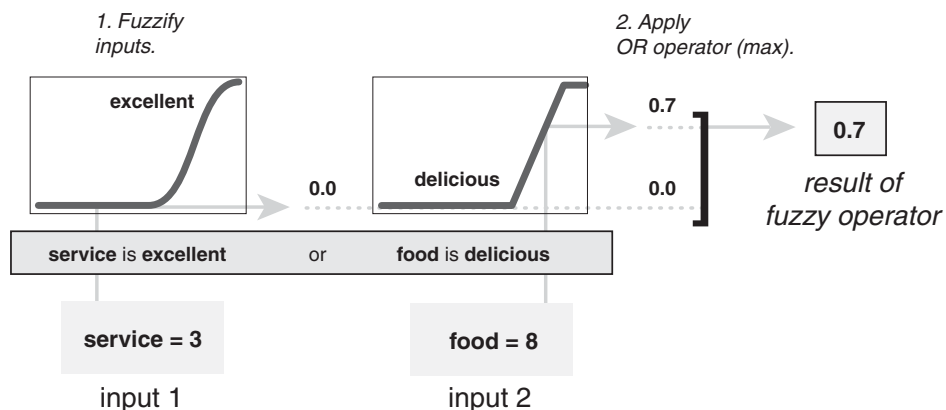 1. Fuzzify
inputs.
2. Apply
OR operator (max).
excellent
0.7
0.7
delicious
0.0
0.0
result of
fuzzy operator
service is excellent or food is delicious
service = 3
food = 8
input 1
input 2